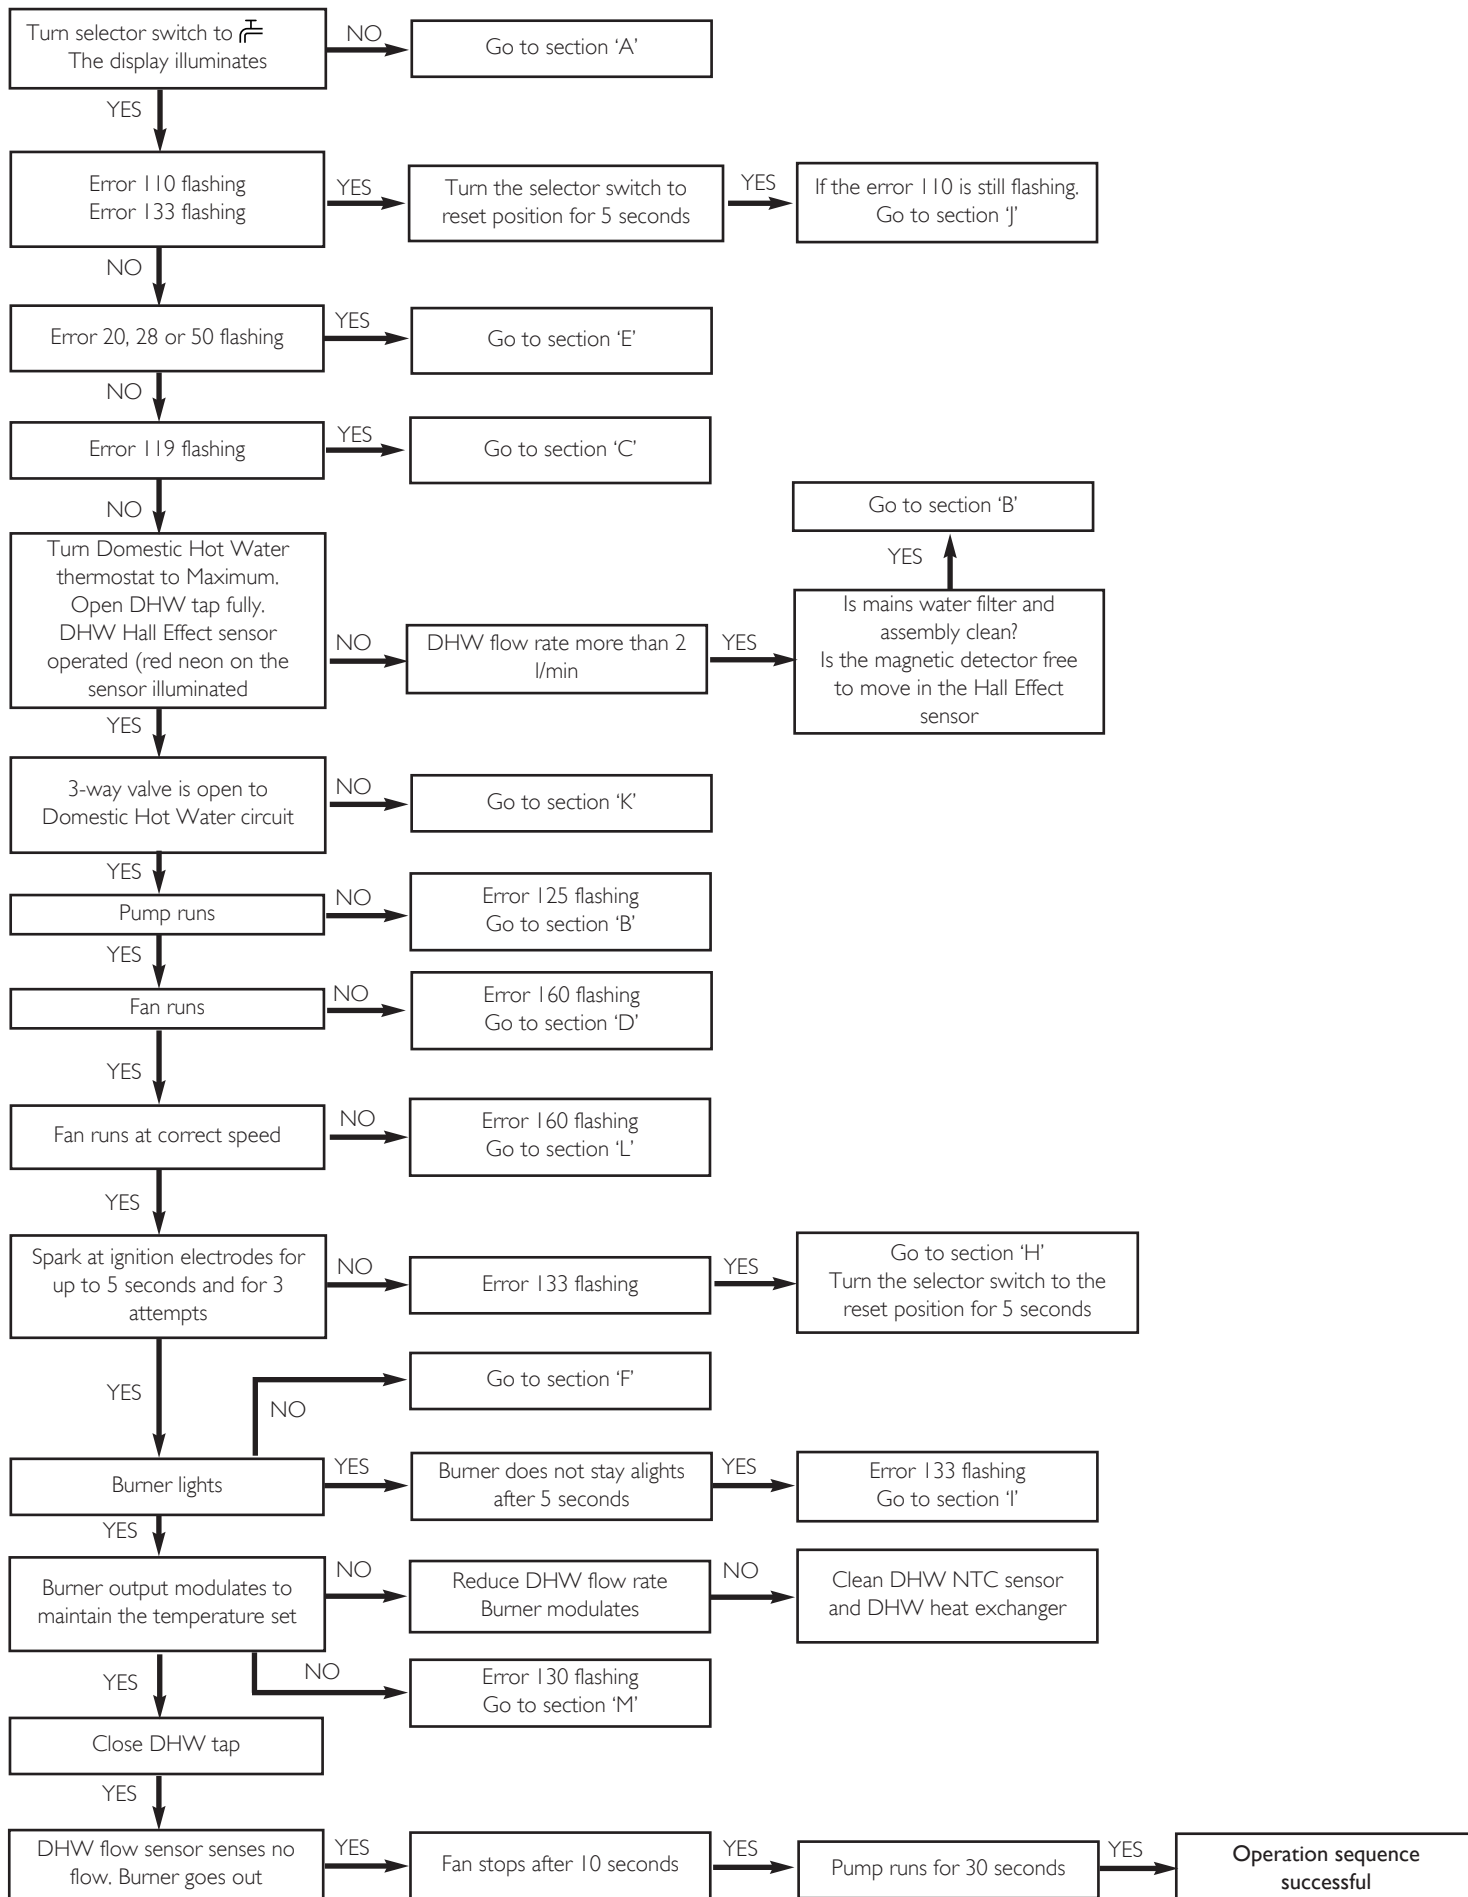 Turn selector switch to
The display illuminates
NO
Go to section ‘A’
YES
Error 110 flashing
Error 133 flashing
YES
Turn the selector switch to
reset position for 5 seconds
YES
If the error 110 is still flashing.
Go to section ‘J’
NO
Error 20, 28 or 50 flashing
YES
Go to section ‘E’
NO
Error 119 flashing
YES
Go to section ‘C’
NO
Go to section ‘B’
YES
Turn Domestic Hot Water
thermostat to Maximum.
Open DHW tap fully.
DHW Hall Effect sensor
operated (red neon on the
sensor illuminated
NO
DHW flow rate more than 2
l/min
YES
Is mains water filter and
assembly clean?
Is the magnetic detector free
to move in the Hall Effect
sensor
YES
3-way valve is open to
Domestic Hot Water circuit
NO
Go to section ‘K’
YES
Pump runs
NO
Error 125 flashing
Go to section ‘B’
YES
Fan runs
NO
Error 160 flashing
Go to section ‘D’
YES
Fan runs at correct speed
NO
Error 160 flashing
Go to section ‘L’
YES
Spark at ignition electrodes for
up to 5 seconds and for 3
attempts
NO
Error 133 flashing
YES
Go to section ‘H’
Turn the selector switch to the
reset position for 5 seconds
YES
NO
Go to section ‘F’
Burner lights
YES
Burner does not stay alights
after 5 seconds
YES
Error 133 flashing
Go to section ‘I’
YES
Burner output modulates to
maintain the temperature set
NO
Reduce DHW flow rate
Burner modulates
NO
Clean DHW NTC sensor
and DHW heat exchanger
YES
NO
Error 130 flashing
Go to section ‘M’
Close DHW tap
YES
DHW flow sensor senses no
flow. Burner goes out
YES
Fan stops after 10 seconds
YES
Pump runs for 30 seconds
YES
Operation sequence
successful